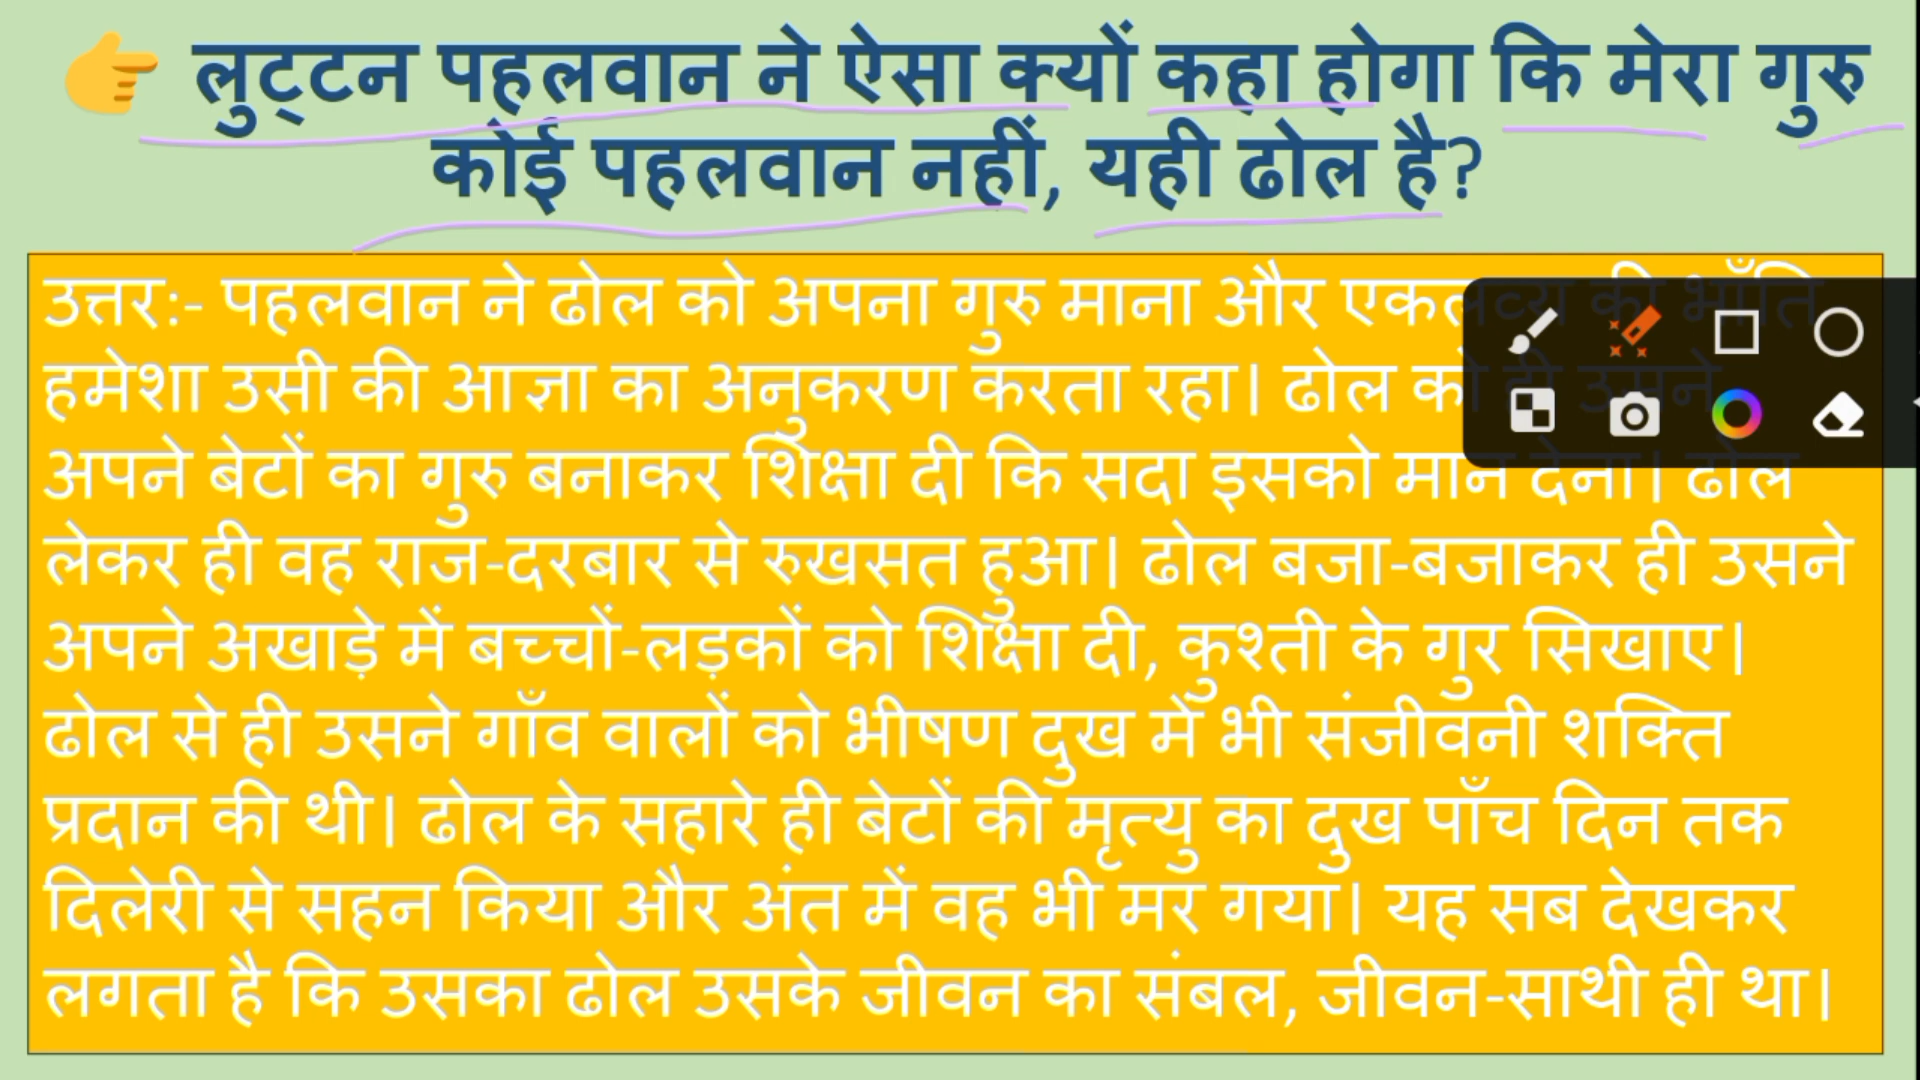 लुट्टन पहलवान ने ऐसा क्यों कहा होगा कि मेरा गुरु
कोई पहलवान नहीं, यही ढोल है?
उत्तर:- पहलवान ने ढोल को अपना गुरु माना और एकलव्य की भाँति
हमेशा उसी की आज्ञा का अनुकरण करता रहा। ढोल को ही उसने
अपने बेटों का गुरु बनाकर शिक्षा दी कि सदा इसको मान देना। ढोल
लेकर ही वह राज-दरबार से रुखसत हुआ। ढोल बजा-बजाकर ही उसने
अपने अखाड़े में बच्चों-लड़कों को शिक्षा दी, कुश्ती के गुर सिखाए।
ढोल से ही उसने गाँव वालों को भीषण दुख में भी संजीवनी शक्ति
प्रदान की थी। ढोल के सहारे ही बेटों की मृत्यु का दुख पाँच दिन तक
दिलेरी से सहन किया और अंत में वह भी मर गया। यह सब देखकर
लगता है कि उसका ढोल उसके जीवन का संबल, जीवन-साथी ही था।